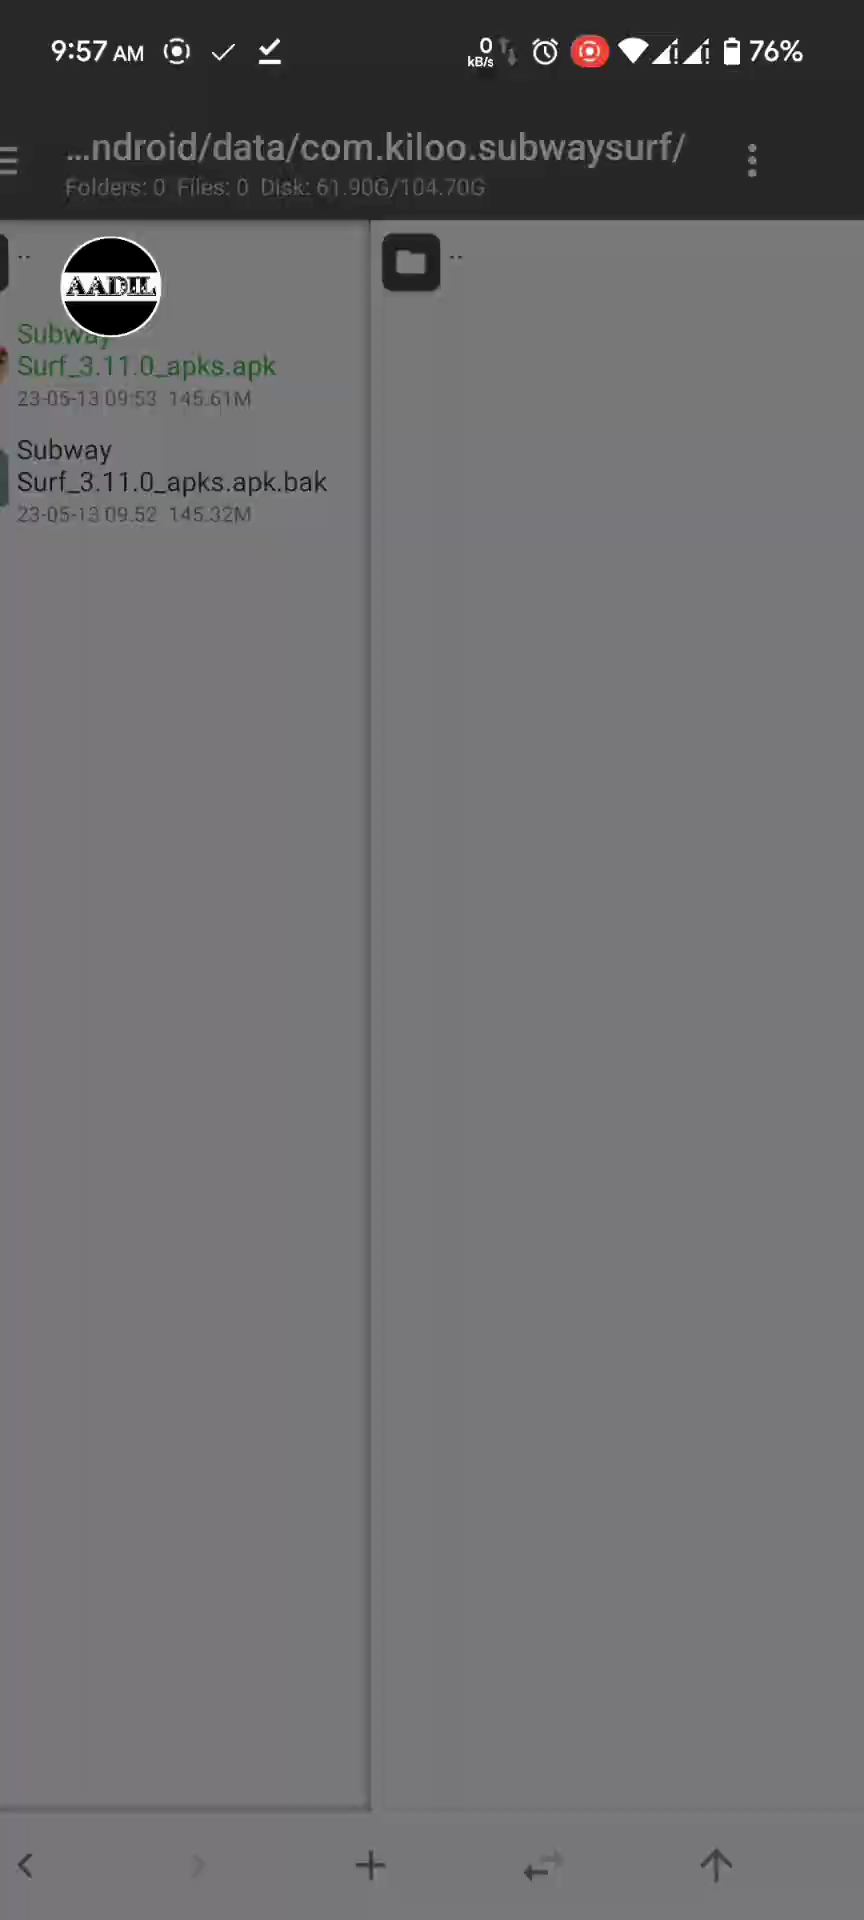 9:57 AM
0
kB/s
76%
...ndroid/data/com.kiloo.subwaysurf/
Folders: 0 Files: 0 Disk: 61.90G/104.70G
..
..
AADIL
Subway
Surf_3.11.0_apks.apk
23-05-13 09:53 145.61M
Subway
Surf_3.11.0_apks.apk.bak
23-05-13 09:52 145.32M